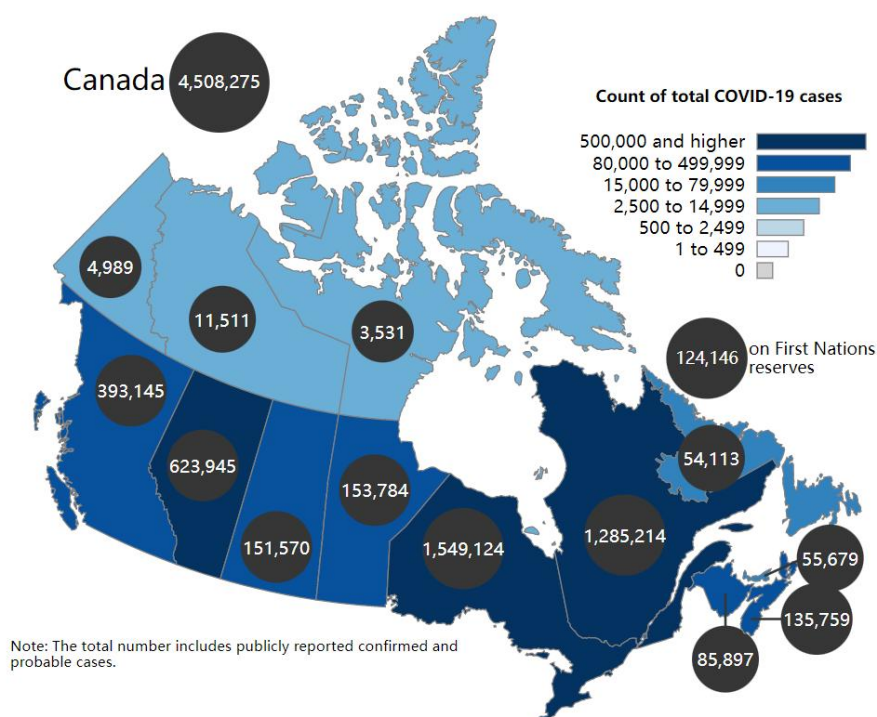 Canada
4,508,275
Count of total COVID-19 cases
500,000 and higher
80,000 to 499,999
15,000 to 79,999
2,500 to 14,999
500 to 2,499
1 to 499
0
4,989
11,511
3,531
124,146
on First Nations
reserves
393,145
623,945
151,570
153,784
1,549,124
1,285,214
54,113
55,679
135,759
85,897
Note: The total number includes publicly reported confirmed and
probable cases.